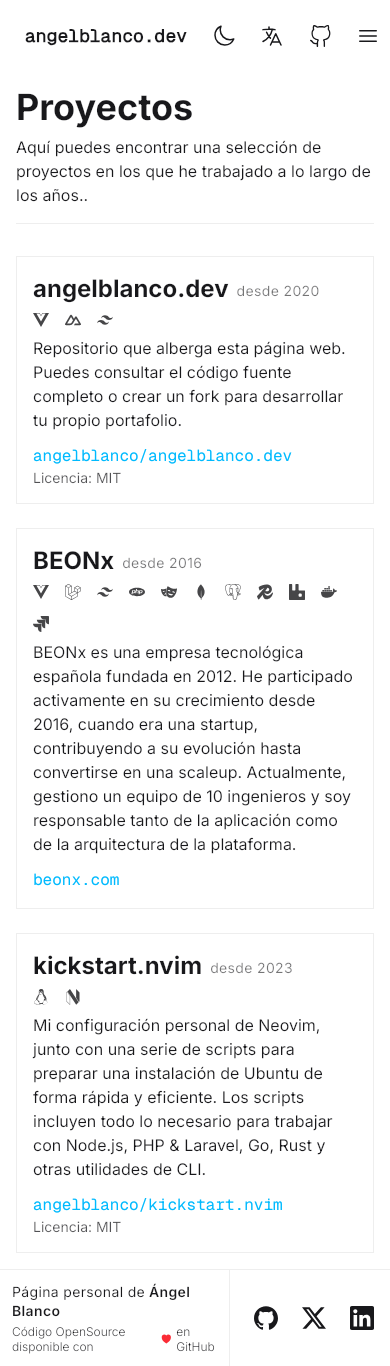 angelblanco.dev
Proyectos
Aquí puedes encontrar una selección de
proyectos en los que he trabajado a lo largo de
los años..
angelblanco.dev desde 2020
Repositorio que alberga esta página web.
Puedes consultar el código fuente
completo o crear un fork para desarrollar
tu propio portafolio.
angelblanco/angelblanco.dev
Licencia: MIT
BEONx desde 2016
php
BEONx es una empresa tecnológica
española fundada en 2012. He participado
activamente en su crecimiento desde
2016, cuando era una startup,
contribuyendo a su evolución hasta
convertirse en una scaleup. Actualmente,
gestiono un equipo de 10 ingenieros y soy
responsable tanto de la aplicación como
de la arquitectura de la plataforma.
beonx.com
kickstart.nvim desde 2023
Mi configuración personal de Neovim,
junto con una serie de scripts para
preparar una instalación de Ubuntu de
forma rápida y eficiente. Los scripts
incluyen todo lo necesario para trabajar
con Node.js, PHP & Laravel, Go, Rust y
otras utilidades de CLI.
angelblanco/kickstart.nvim
Licencia: MIT
Página personal de Ángel
Blanco
Código OpenSource
disponible con
en
GitHub